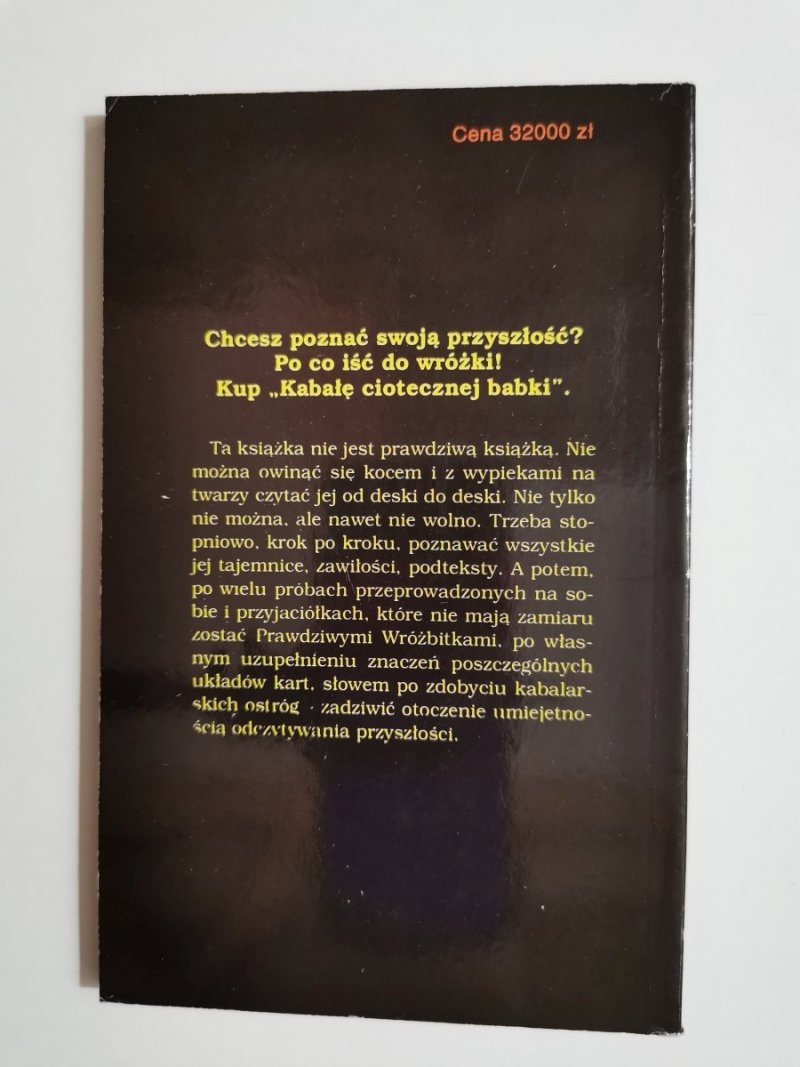 Cena 32000 zł
Chcesz poznać swoją przyszłość?
Po co iść do wróżki!
Kup „Kabałę ciotecznej babki”.
Ta książka nie jest prawdziwą książką. Nie
można owinąć się kocem i z wypiekami na
twarzy czytać jej od deski do deski. Nie tylko
nie można, ale nawet nie wolno. Trzeba sto-
pniowo, krok po kroku, poznawać wszystkie
jej tajemnice, zawiłości, podteksty. A potem,
po wielu próbach przeprowadzonych na so-
bie i przyjaciółkach, które nie mają zamiaru
zostać Prawdziwymi Wróżbitkami, po włas-
nym uzupełnieniu znaczeń poszczególnych
układów kart, słowem po zdobyciu kabalar-
skich ostróg - zadziwić otoczenie umiejetno-
ścią odczytywania przyszłości.